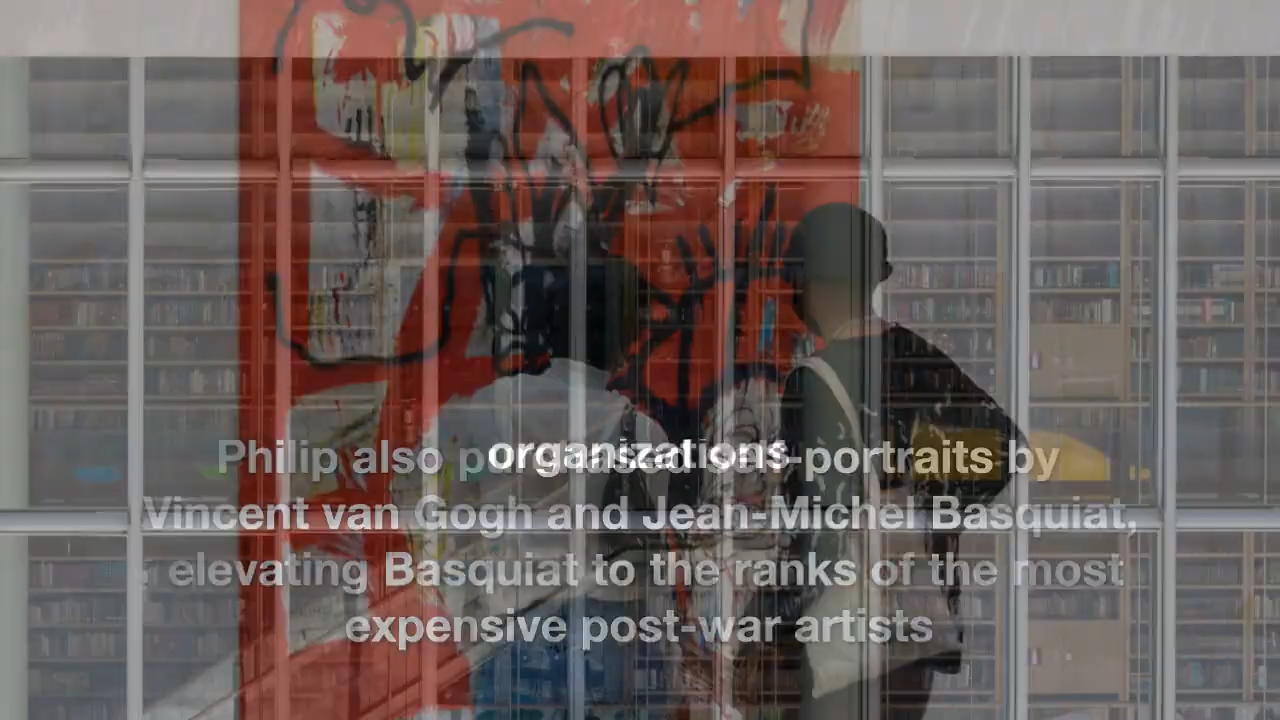 Philip also p organizations -portraits by
Vincent van Gogh and Jean-Michel Basquiat,
elevating Basquiat to the ranks of the most
expensive post-war artists